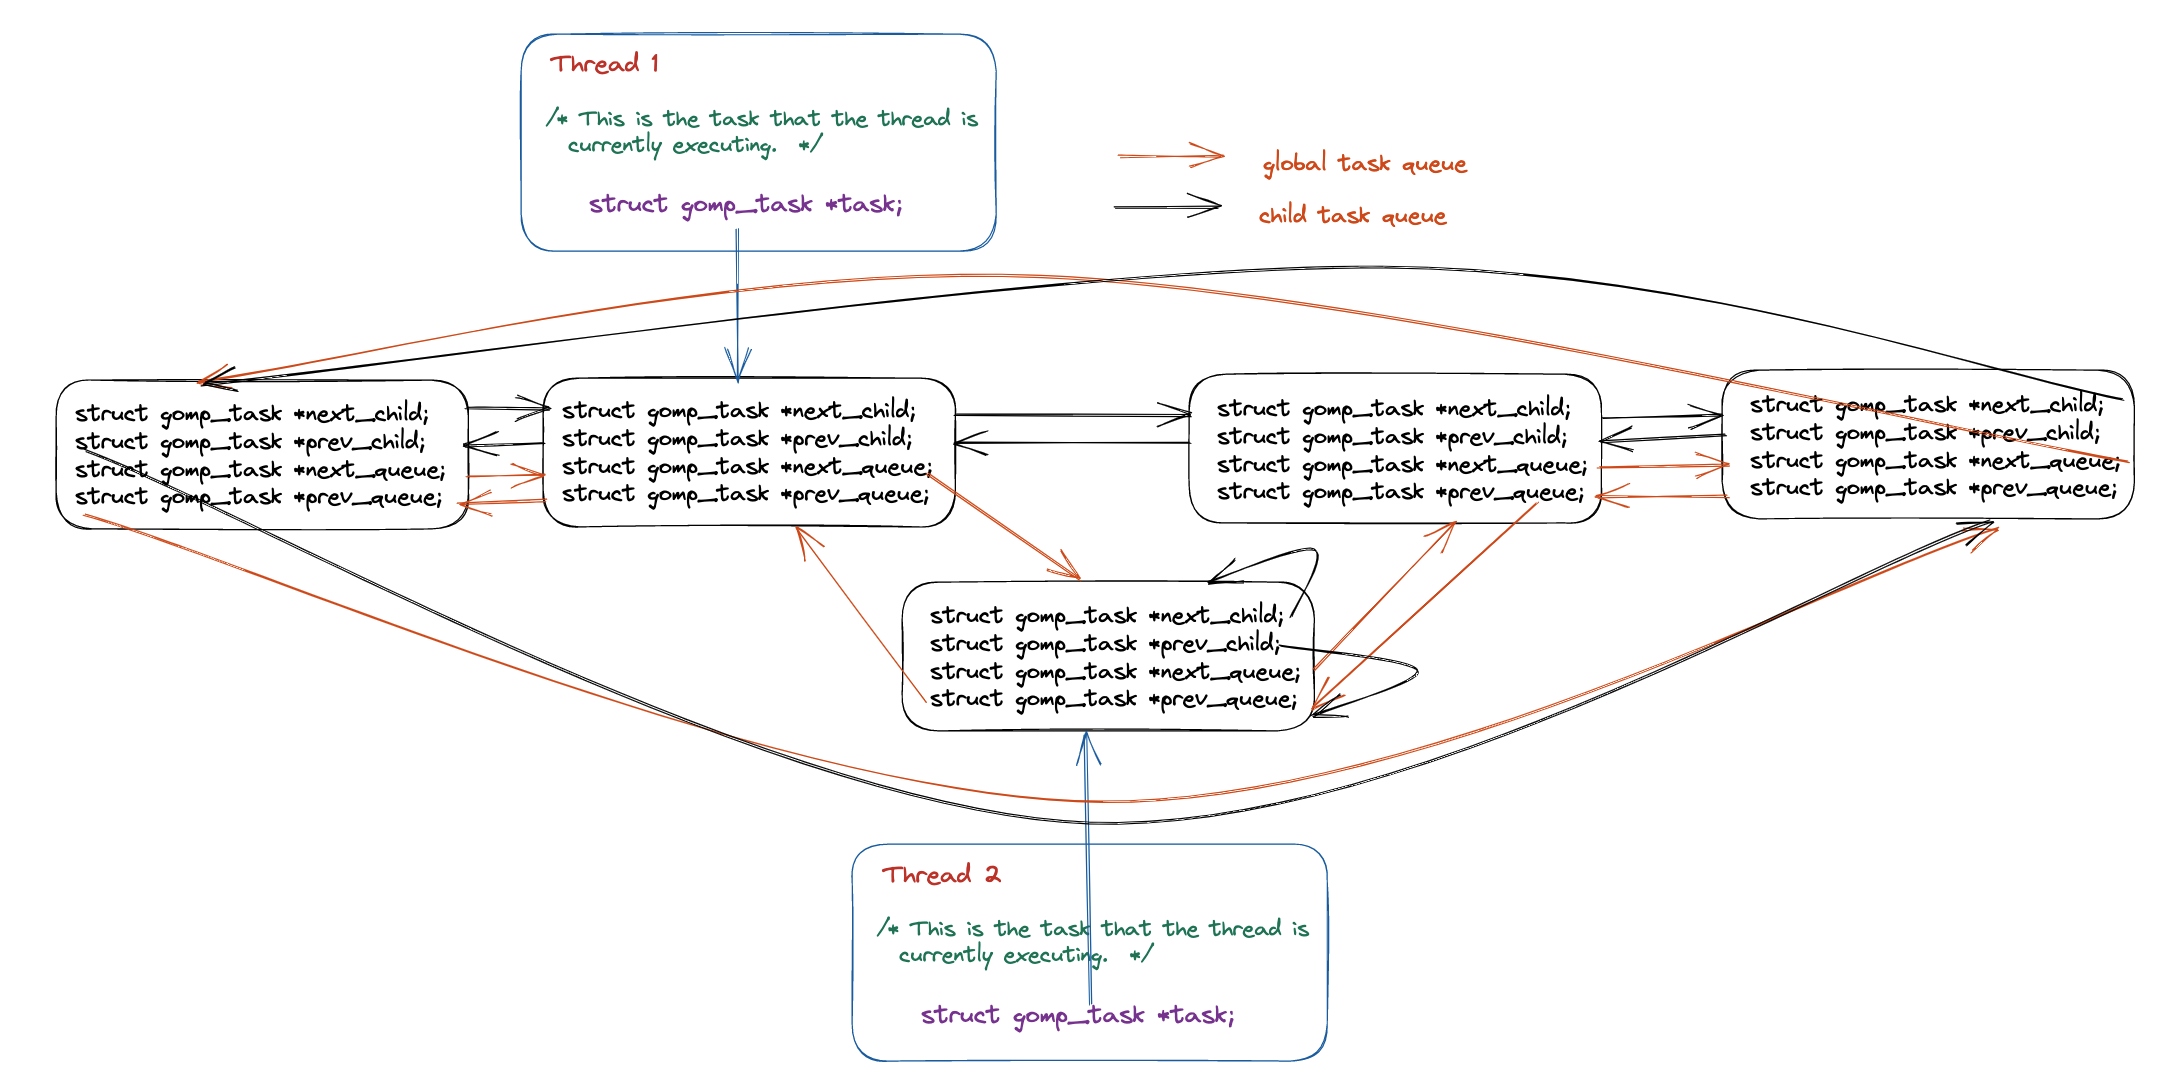 Thread 1
/* This is the task that the thread is
currently executing.  */
struct gomp_task *task;
global task queue
child task queue
struct gomp_task *next_child;
struct gomp_task *prev_child;
struct gomp_task *next_queue;
struct gomp_task *prev_queue;
struct gomp_task *next_child;
struct gomp_task *prev_child;
struct gomp_task *next_queue;
struct gomp_task *prev_queue;
struct gomp_task *next_child;
struct gomp_task *prev_child;
struct gomp_task *next_queue;
struct gomp_task *prev_queue;
struct gomp_task *next_child;
struct gomp_task *prev_child;
struct gomp_task *next_queue;
struct gomp_task *prev_queue;
struct gomp_task *next_child;
struct gomp_task *prev_child;
struct gomp_task *next_queue;
struct gomp_task *prev_queue;
Thread 2
/* This is the task that the thread is
currently executing.  */
struct gomp_task *task;